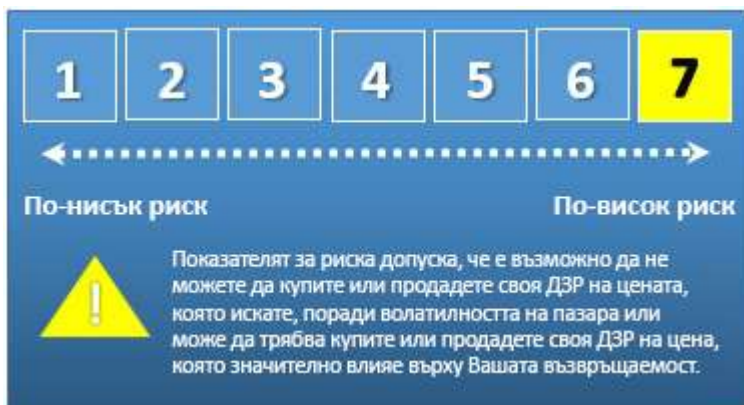 1 2 3 4 5 6 7
По-нисък риск По-висок риск
!
Показателят за риска допуска, че е възможно да не
можете да купите или продадете своя ДЗР на цената,
която искате, поради волатилността на пазара или
може да трябва купите или продадете своя ДЗР на цена,
която значително влияе върху Вашата възвръщаемост.